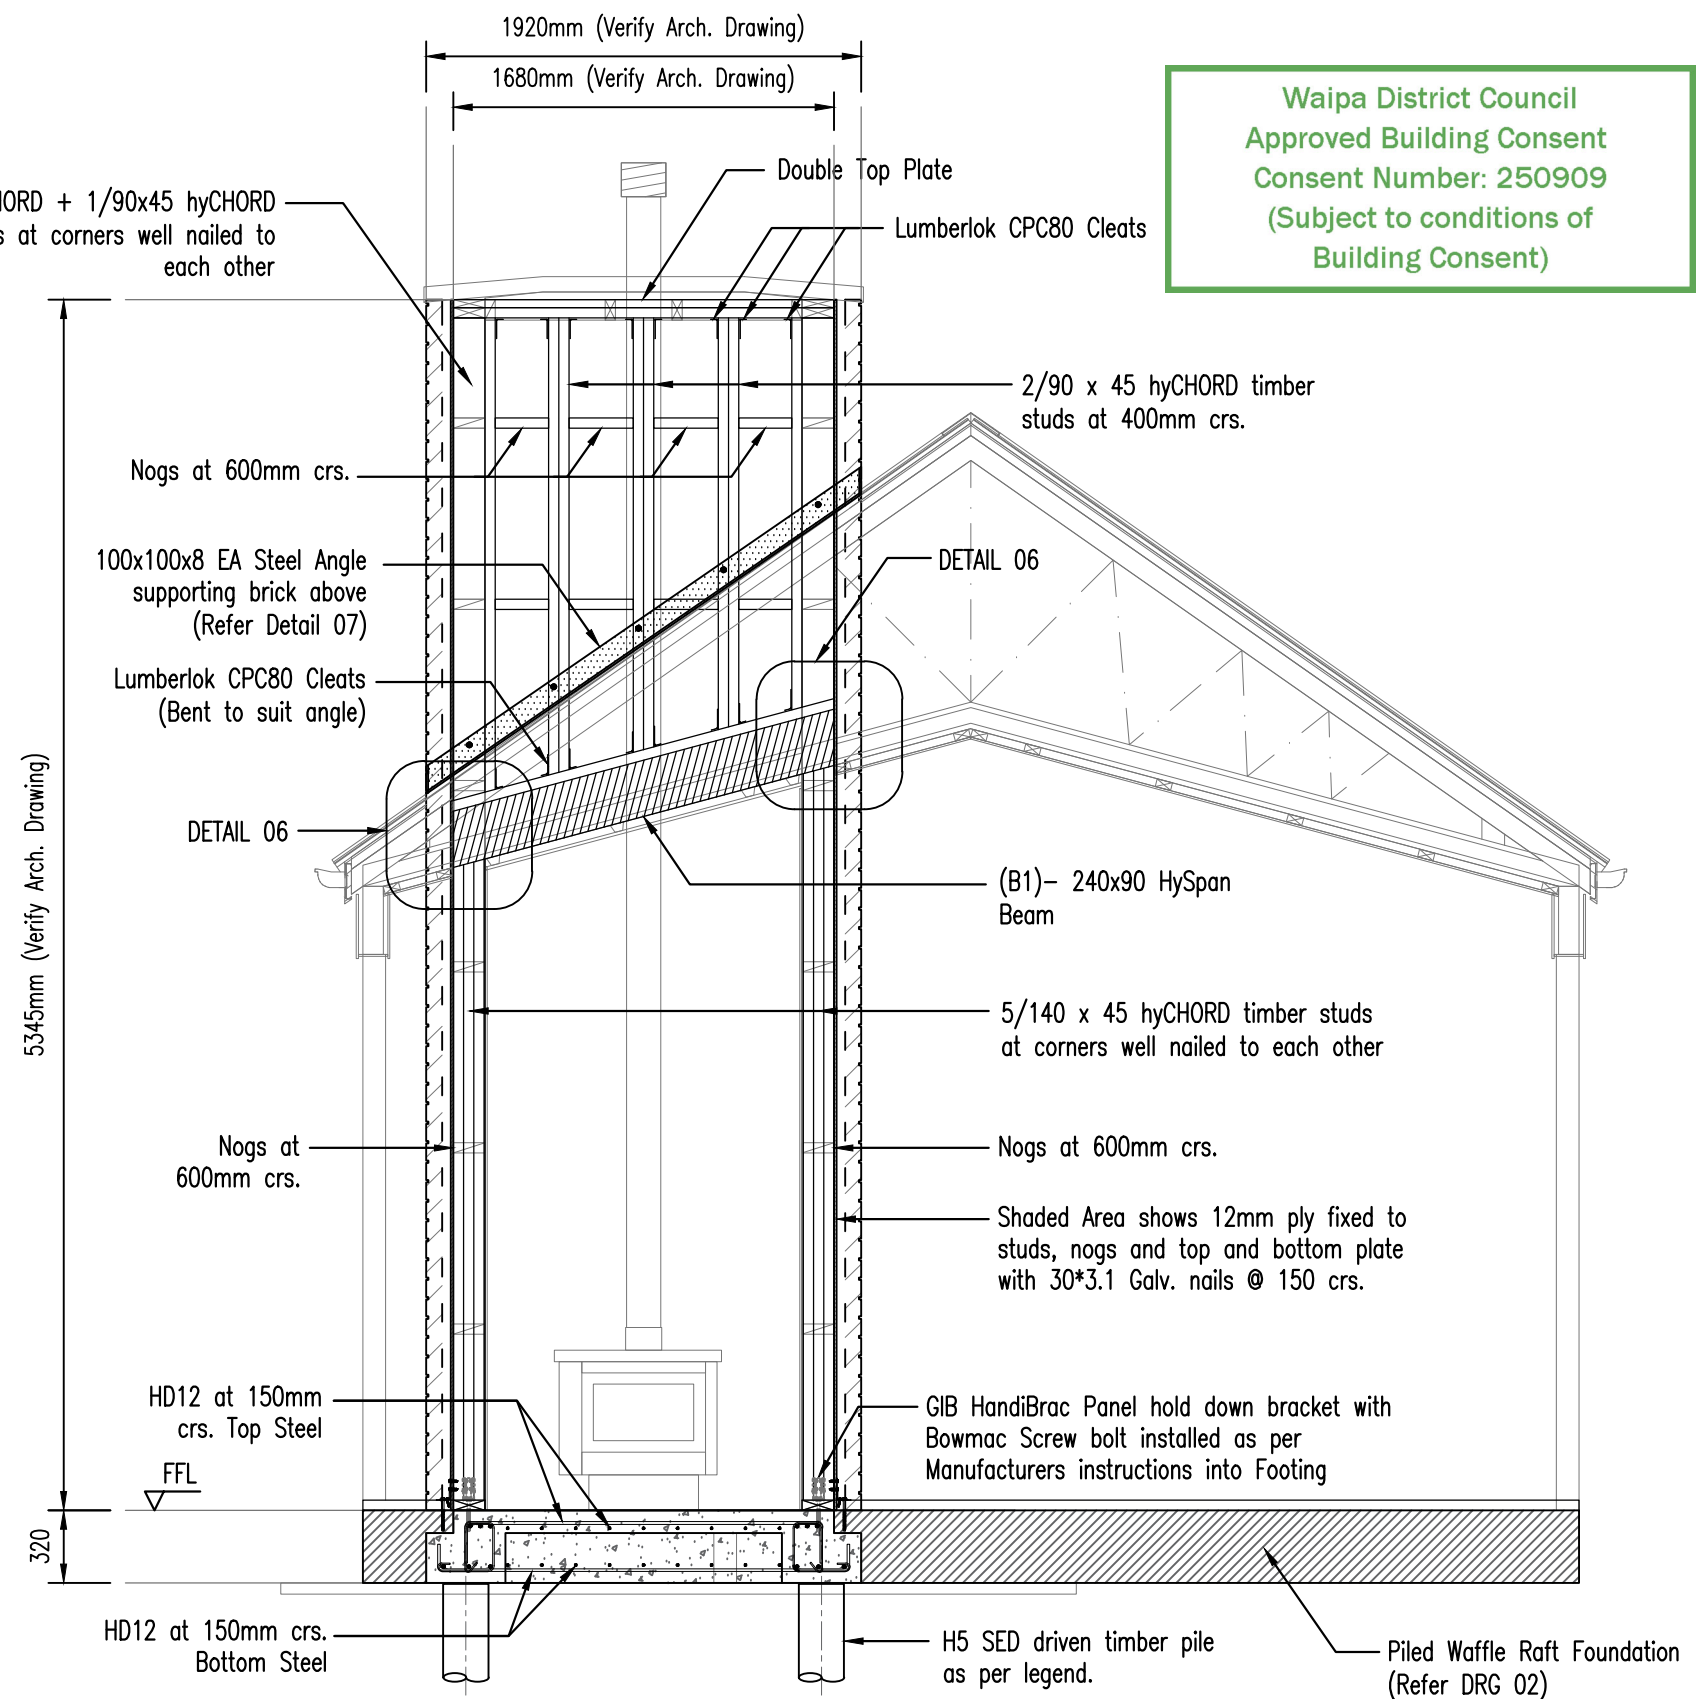 1920mm (Verify Arch. Drawing)
1680mm (Verify Arch. Drawing)
Waipa District Council
Approved Building Consent
Consent Number: 250909
(Subject to conditions of
Building Consent)
Double Top Plate
+ 1/90x45 hyCHORD
at corners well nailed to
each other
Lumberlok CPC80 Cleats
2/90 x 45 hyCHORD timber
studs at 400mm crs.
Nogs at 600mm crs.
100x100x8 EA Steel Angle
supporting brick above
(Refer Detail 07)
DETAIL 06
Lumberlok CPC80 Cleats
(Bent to suit angle)
5345mm (Verify Arch. Drawing)
DETAIL 06
(B1)- 240x90 HySpan
Beam
5/140 x 45 hyCHORD timber studs
at corners well nailed to each other
Nogs at
600mm crs.
Nogs at 600mm crs.
Shaded Area shows 12mm ply fixed to
studs, nogs and top and bottom plate
with 30*3.1 Galv. nails @ 150 crs.
HD12 at 150mm
crs. Top Steel
GIB HandiBrac Panel hold down bracket with
Bowmac Screw bolt installed as per
Manufacturers instructions into Footing
FFL
320
HD12 at 150mm crs.
Bottom Steel
H5 SED driven timber pile
as per legend.
Piled Waffle Raft Foundation
(Refer DRG 02)